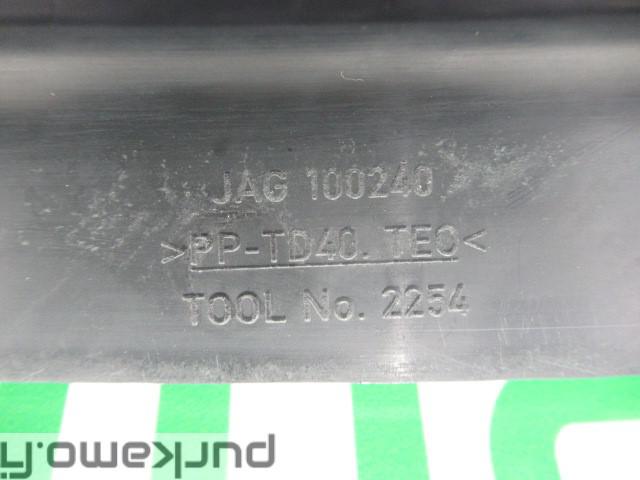 JAG 100240
>PP-TD40. TEO<
TOOL No. 2254
purkamo.fi